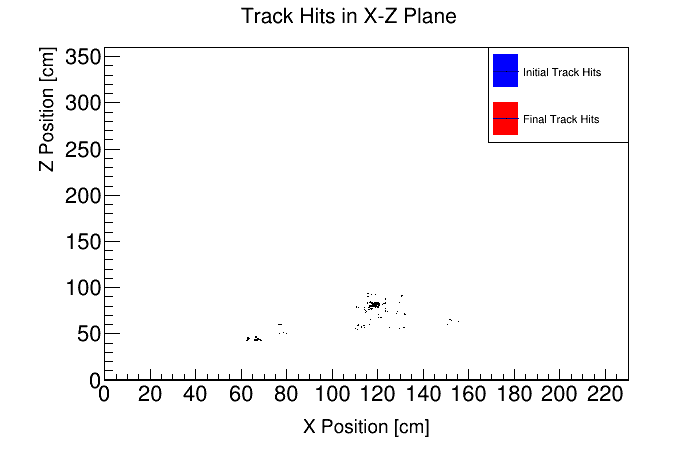 Track Hits in X-Z Plane
Z Position [cm]
350
300
250
200
150
100
50
0
Initial Track Hits
Final Track Hits
0 20 40 60 80 100 120 140 160 180 200 220
X Position [cm]